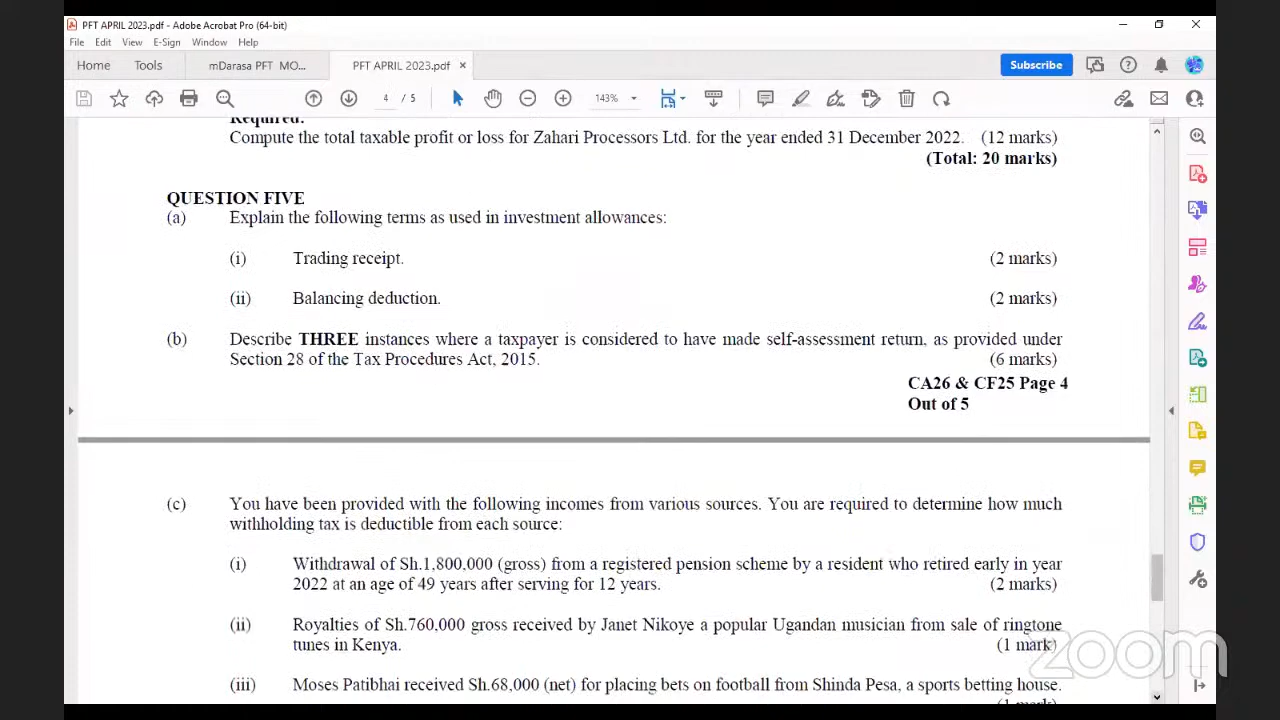 PFT APRIL 2023.pdf - Adobe Acrobat Pro (64-bit)
File Edit View E-Sign Window Help
Home Tools mDarasa PFT MO... PFT APRIL 2023.pdf × Subscribe
4 / 5 143%
Required:
Compute the total taxable profit or loss for Zahari Processors Ltd. for the year ended 31 December 2022. (12 marks)
(Total: 20 marks)
QUESTION FIVE
(a) Explain the following terms as used in investment allowances:
(i) Trading receipt. (2 marks)
(ii) Balancing deduction. (2 marks)
(b) Describe THREE instances where a taxpayer is considered to have made self-assessment return, as provided under
Section 28 of the Tax Procedures Act, 2015. (6 marks)
CA26 & CF25 Page 4
Out of 5
(c) You have been provided with the following incomes from various sources. You are required to determine how much
withholding tax is deductible from each source:
(i) Withdrawal of Sh.1,800,000 (gross) from a registered pension scheme by a resident who retired early in year
2022 at an age of 49 years after serving for 12 years. (2 marks)
(ii) Royalties of Sh.760,000 gross received by Janet Nikoye a popular Ugandan musician from sale of ringtone
tunes in Kenya. (1 mark)
(iii) Moses Patibhai received Sh.68,000 (net) for placing bets on football from Shinda Pesa, a sports betting house.
(1 mark)
zoom